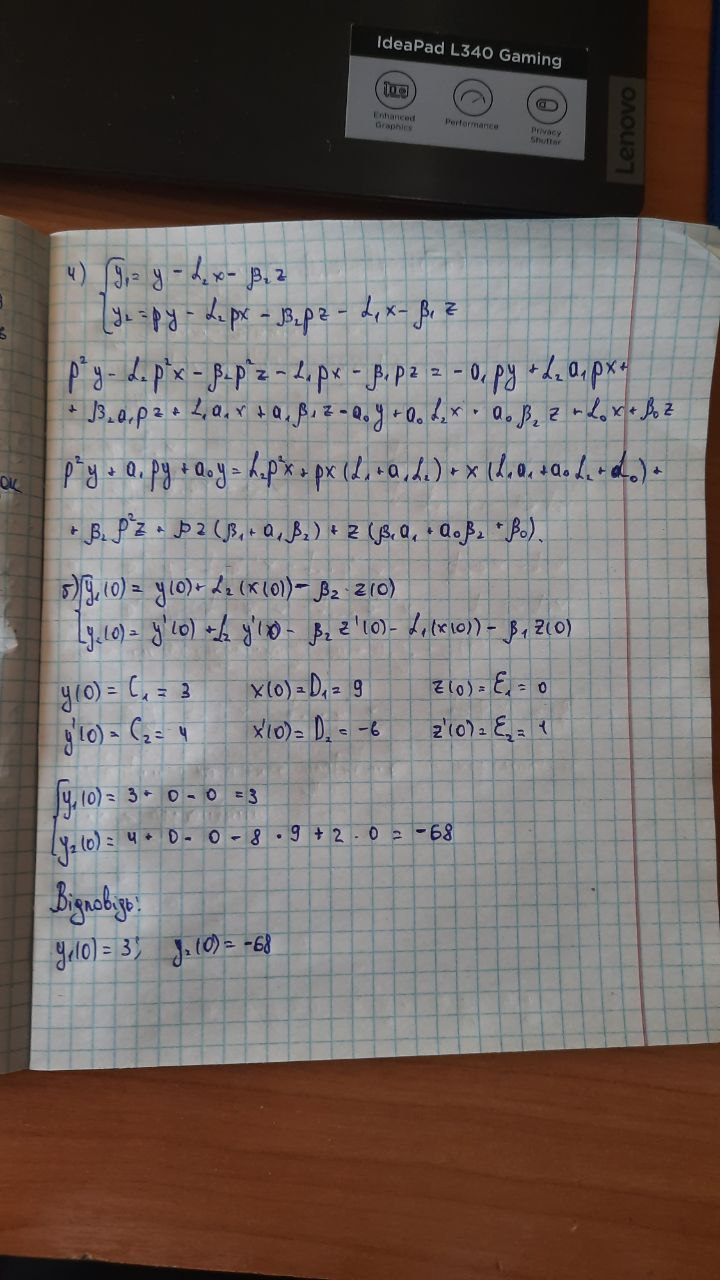 IdeaPad L340 Gaming
Enhanced Graphics
Performance
Privacy Shutter
Lenovo
ок
4) { y₁ = y - α₂x - β₂z
y₂ = py - α₂px - β₂pz - α₁x - β₁z
p²y - α₂p²x - β₂p²z - α₁px - β₁pz = -a₁py + α₂a₁px +
+ β₂a₁pz + α₁a₁x + a₁β₁z - a₀y + a₀α₂x + a₀β₂z + α₀x + β₀z
p²y + a₁py + a₀y = α₂p²x + px(α₁ + a₁α₂) + x(α₁a₁ + a₀α₂ + α₀) +
+ β₂p²z + pz(β₁ + a₁β₂) + z(β₁a₁ + a₀β₂ + β₀).
5) { y₁(0) = y(0) + α₂(x(0)) - β₂ · z(0)
y₂(0) = y'(0) + α₂ y'(x) - β₂ z'(0) - α₁(x(0)) - β₁z(0)
y(0) = C₁ = 3 x(0) = D₁ = 9 z(0) = Ɛ₁ = 0
y'(0) = C₂ = 4 x'(0) = D₂ = -6 z'(0) = Ɛ₂ = 1
{ y₁(0) = 3 + 0 - 0 = 3
y₂(0) = 4 + 0 - 0 - 8 · 9 + 2 · 0 = -68
Відповідь:
y₁(0) = 3; y₂(0) = -68